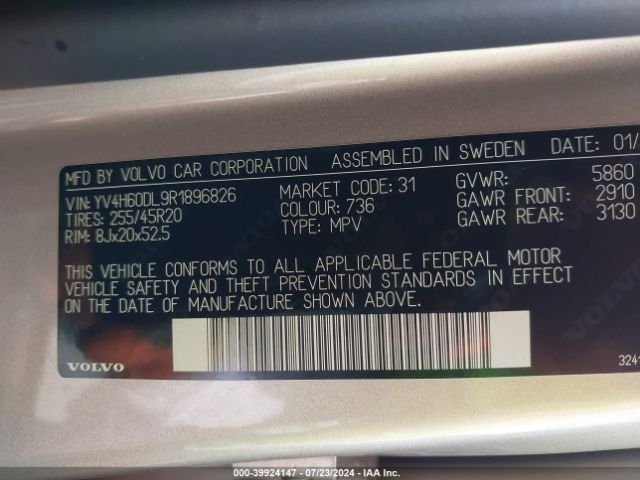 MFD BY VOLVO CAR CORPORATION ASSEMBLED IN SWEDEN DATE: 01/
VIN: YV4H60DL9R1896826 MARKET CODE: 31 GVWR: 5860
TIRES: 255/45R20 COLOUR: 736 GAWR FRONT: 2910
RIM: 8Jx20x52.5 TYPE: MPV GAWR REAR: 3130
THIS VEHICLE CONFORMS TO ALL APPLICABLE FEDERAL MOTOR
VEHICLE SAFETY AND THEFT PREVENTION STANDARDS IN EFFECT
ON THE DATE OF MANUFACTURE SHOWN ABOVE.
VOLVO 3241
000-39924147 - 07/23/2024 - IAA Inc.